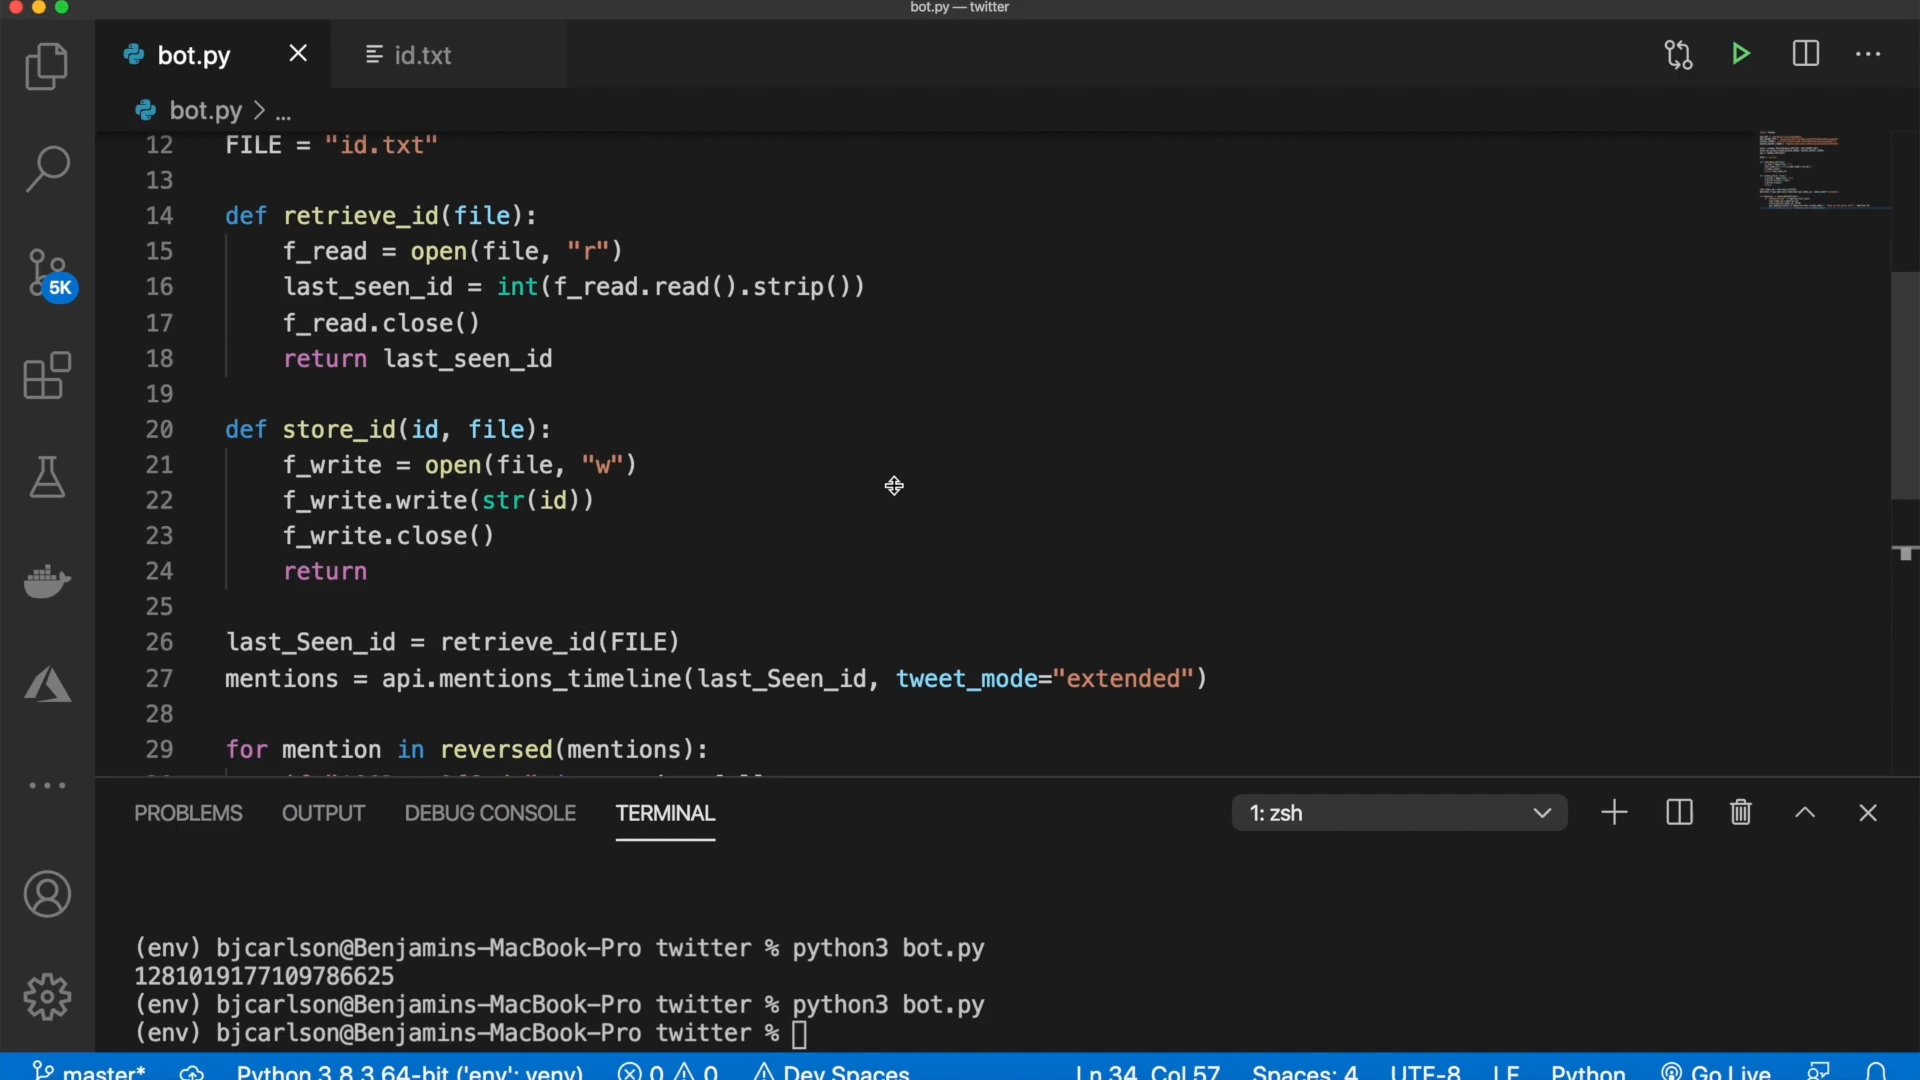 bot.py — twitter
bot.py
id.txt
bot.py > ...
12 FILE = "id.txt"
13
14 def retrieve_id(file):
15 f_read = open(file, "r")
16 last_seen_id = int(f_read.read().strip())
17 f_read.close()
18 return last_seen_id
19
20 def store_id(id, file):
21 f_write = open(file, "w")
22 f_write.write(str(id))
23 f_write.close()
24 return
25
26 last_Seen_id = retrieve_id(FILE)
27 mentions = api.mentions_timeline(last_Seen_id, tweet_mode="extended")
28
29 for mention in reversed(mentions):
5K
PROBLEMS OUTPUT DEBUG CONSOLE TERMINAL 1: zsh
(env) bjcarlson@Benjamins-MacBook-Pro twitter % python3 bot.py
1281019177109786625
(env) bjcarlson@Benjamins-MacBook-Pro twitter % python3 bot.py
(env) bjcarlson@Benjamins-MacBook-Pro twitter %
master* Python 3.8.3 64-bit ('env': venv) 0 0 Dev Spaces Ln 34, Col 57 Spaces: 4 UTF-8 LF Python Go Live